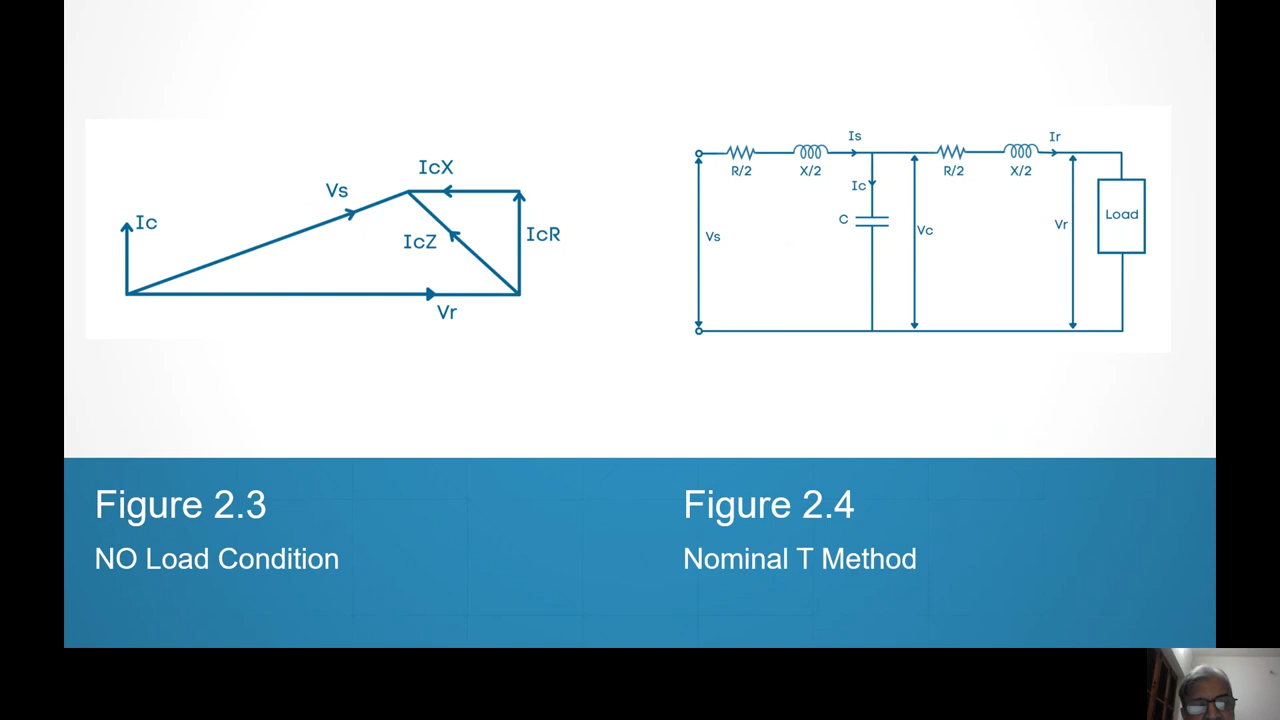 IcX
Vs
Ic
IcZ
IcR
Vr
Is
Ir
R/2
X/2
R/2
X/2
Ic
C
Vs
Vc
Vr
Load
Figure 2.3
NO Load Condition
Figure 2.4
Nominal T Method